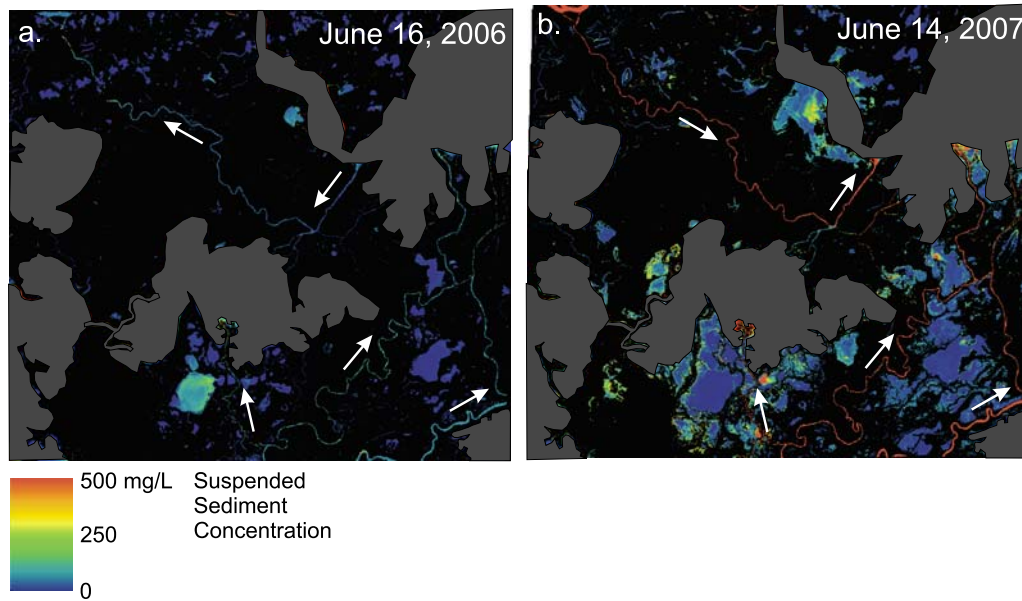 a.
June 16, 2006
b.
June 14, 2007
500 mg/L
250
0
Suspended
Sediment
Concentration